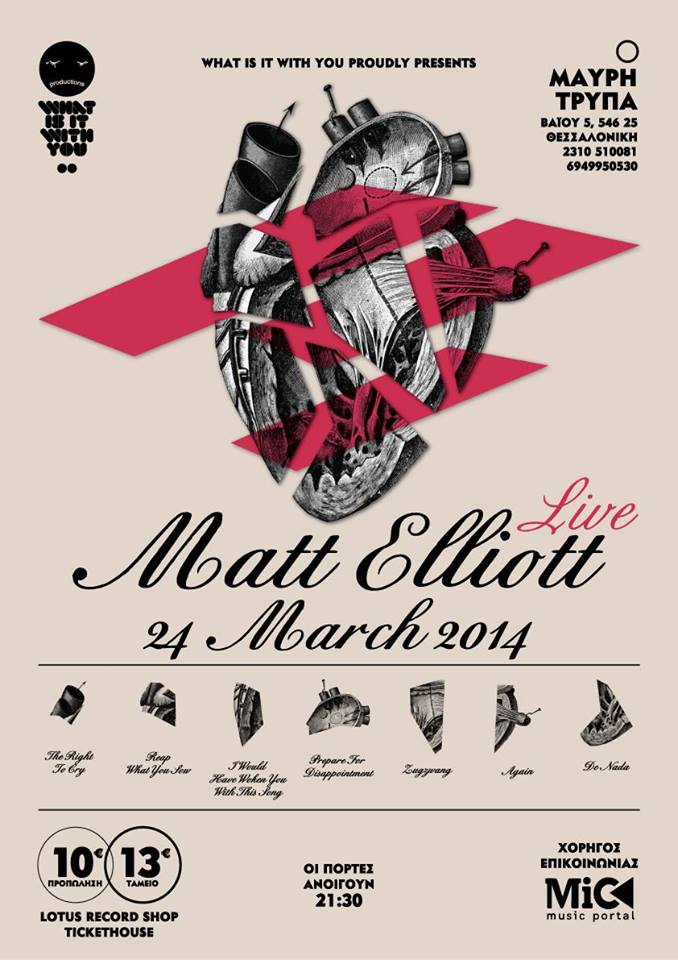 productions
WHAT
IS IT
WITH
YOU
WHAT IS IT WITH YOU PROUDLY PRESENTS
ΜΑΥΡΗ
ΤΡΥΠΑ
ΒΑΪΟΥ 5, 546 25
ΘΕΣΣΑΛΟΝΙΚΗ
2310 510081
6949950530
Live
Matt Elliott
24 March 2014
The Right
To Cry
Reap
What You Sow
I Would
Have Woken You
With This Song
Prepare For
Disappointment
Zugzwang
Again
De Nada
10€
ΠΡΟΠΩΛΗΣΗ
13€
ΤΑΜΕΙΟ
LOTUS RECORD SHOP
TICKETHOUSE
ΟΙ ΠΟΡΤΕΣ
ΑΝΟΙΓΟΥΝ
21:30
ΧΟΡΗΓΟΣ
ΕΠΙΚΟΙΝΩΝΙΑΣ
MiC
music portal